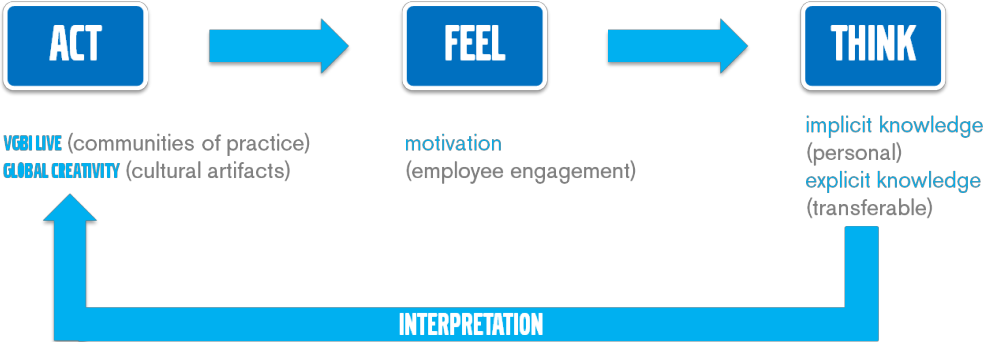 ACT
FEEL
THINK
VGBI LIVE (communities of practice)
GLOBAL CREATIVITY (cultural artifacts)
motivation
(employee engagement)
implicit knowledge
(personal)
explicit knowledge
(transferable)
INTERPRETATION